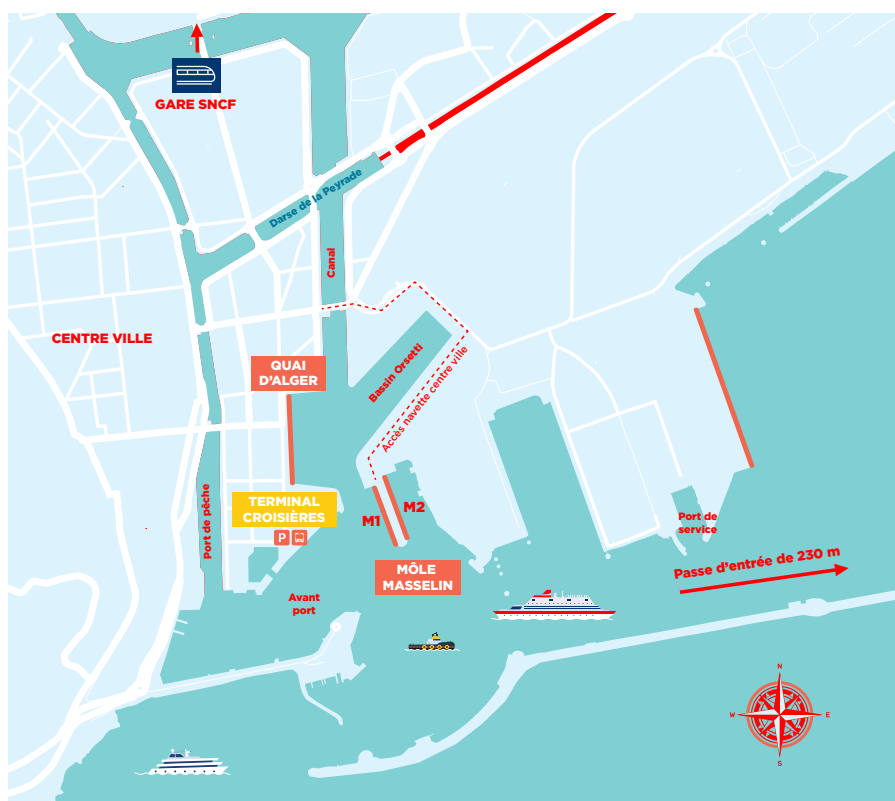 GARE SNCF
Darse de la Peyrade
Canal
CENTRE VILLE
QUAI
D'ALGER
Bassin Orsetti
Accès navette centre ville
TERMINAL
CROISIÈRES
P
Port de pêche
M1
M2
MÔLE
MASSELIN
Port de
service
Passe d'entrée de 230 m
Avant
port
N
W
E
S